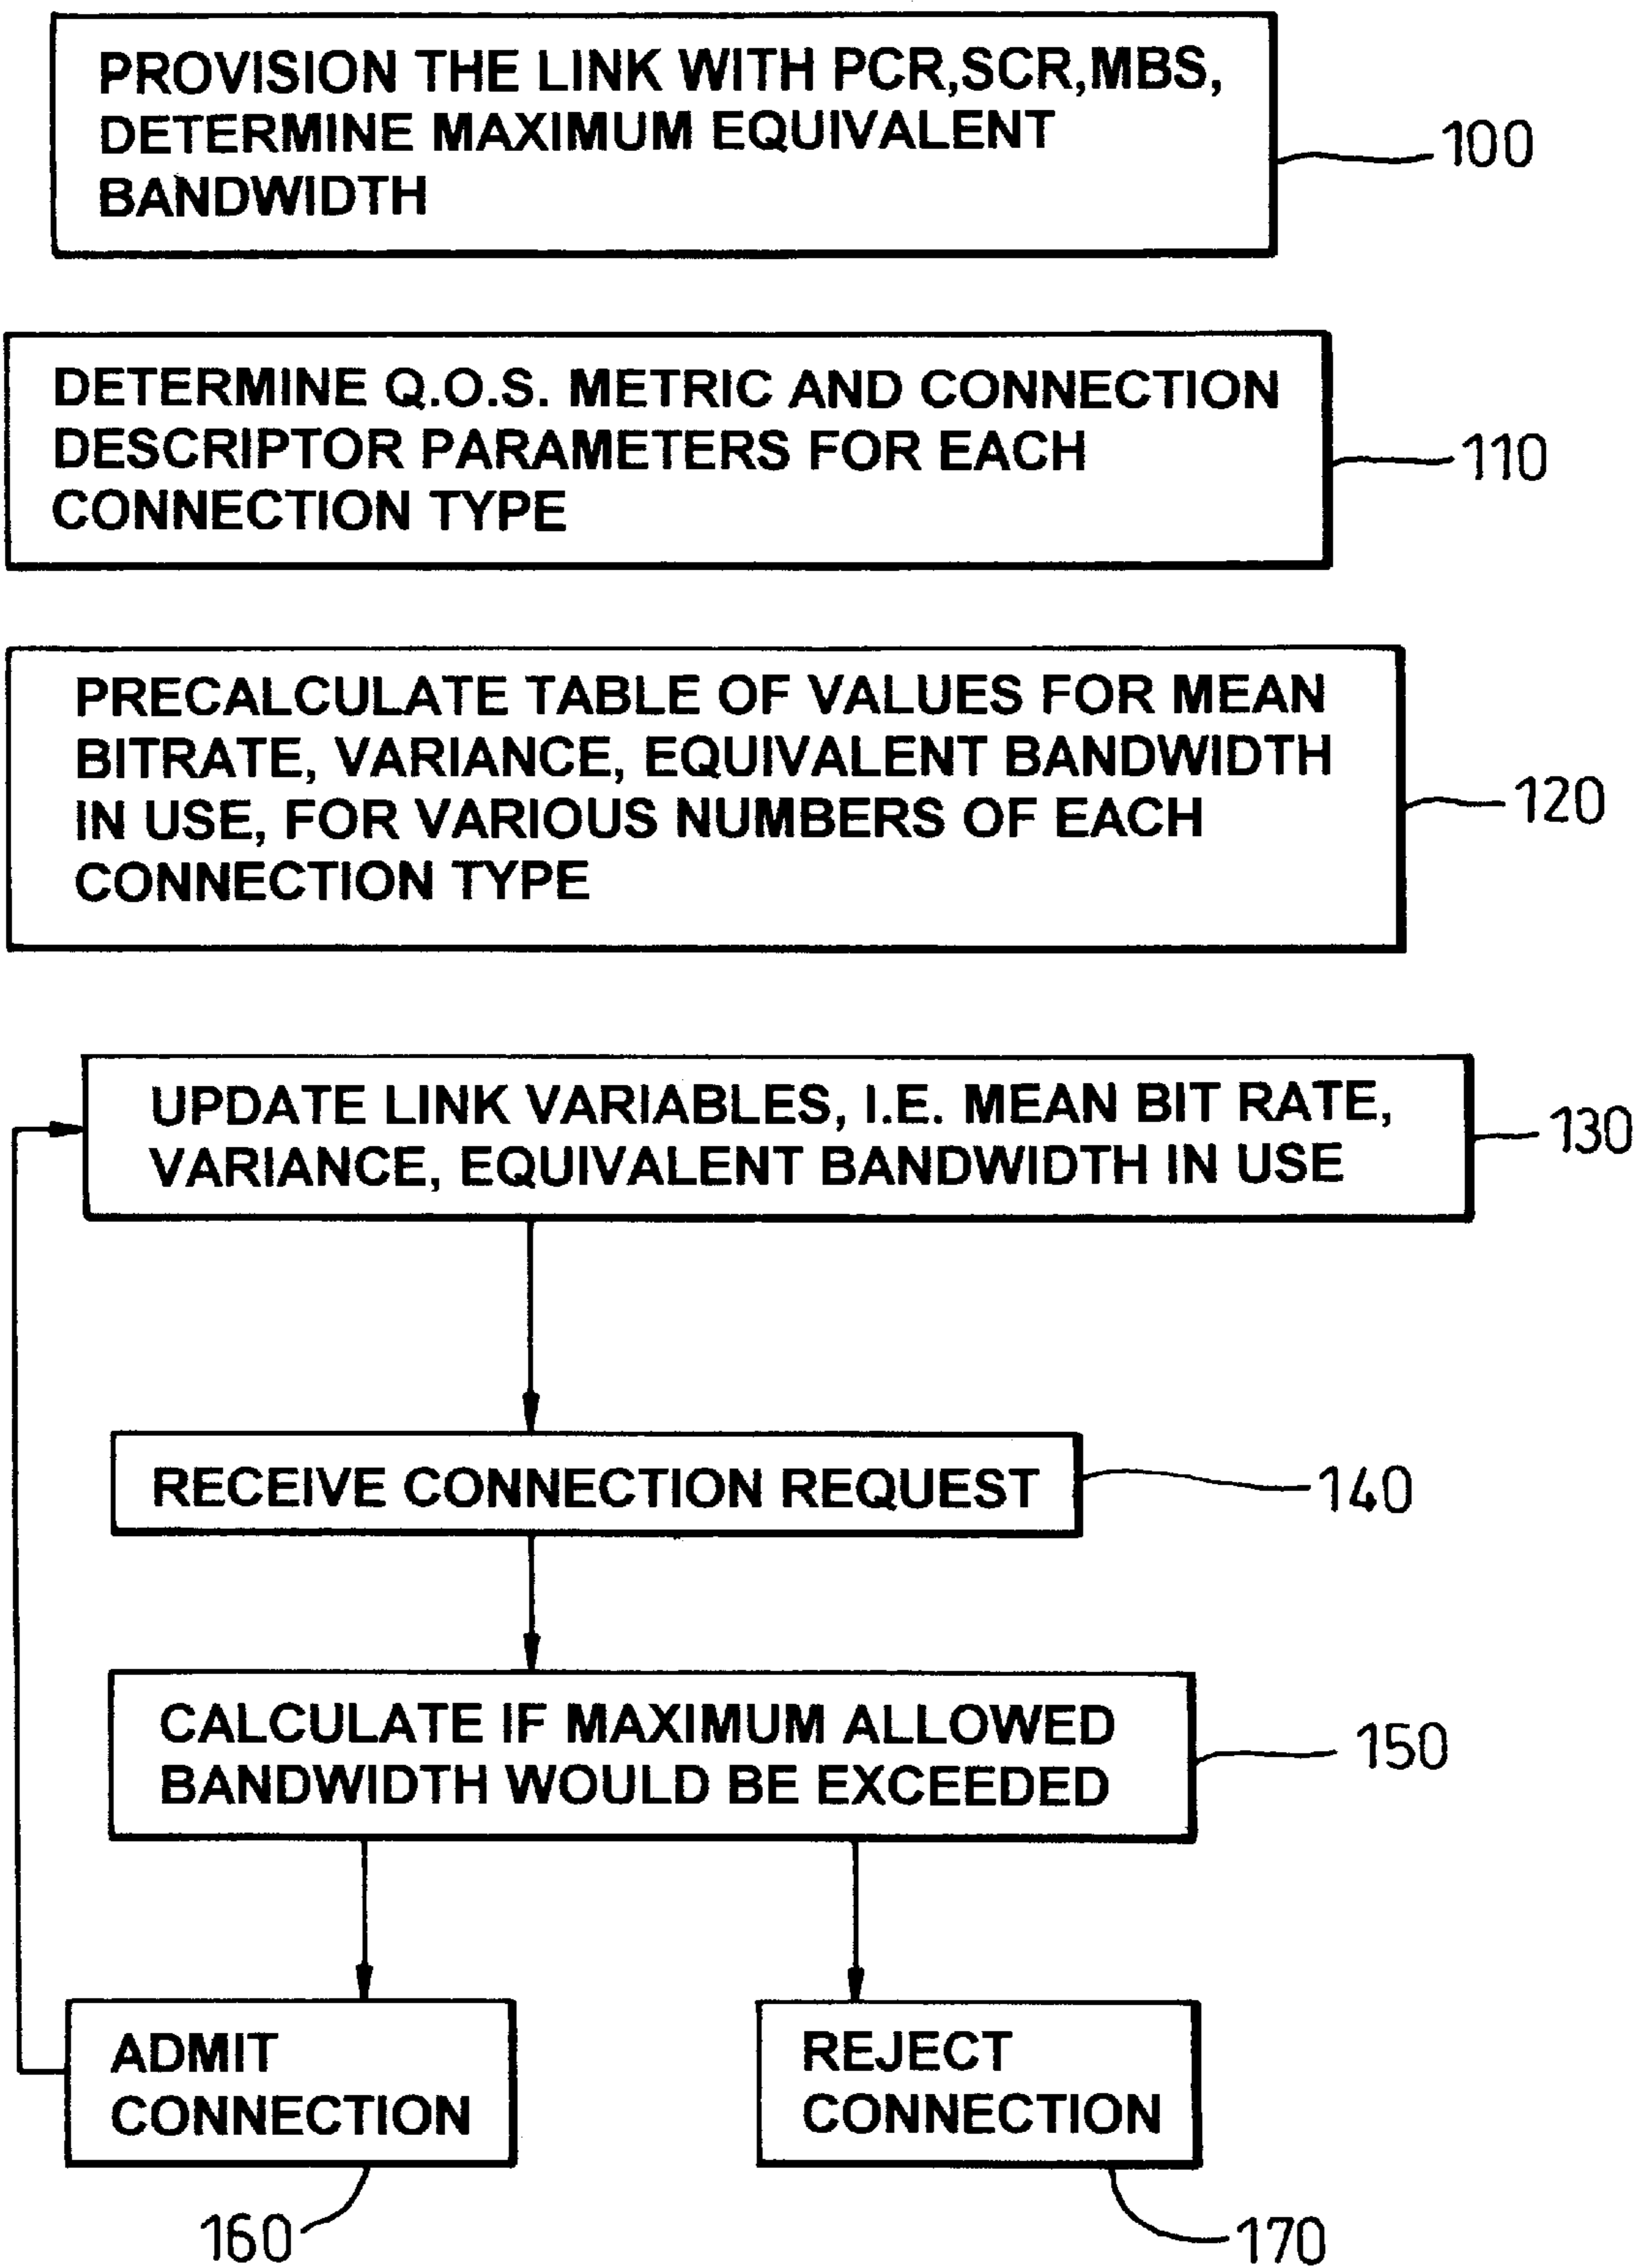 PROVISION THE LINK WITH PCR,SCR,MBS,
DETERMINE MAXIMUM EQUIVALENT
BANDWIDTH
100
DETERMINE Q.O.S. METRIC AND CONNECTION
DESCRIPTOR PARAMETERS FOR EACH
CONNECTION TYPE
110
PRECALCULATE TABLE OF VALUES FOR MEAN
BITRATE, VARIANCE, EQUIVALENT BANDWIDTH
IN USE, FOR VARIOUS NUMBERS OF EACH
CONNECTION TYPE
120
UPDATE LINK VARIABLES, I.E. MEAN BIT RATE,
VARIANCE, EQUIVALENT BANDWIDTH IN USE
130
RECEIVE CONNECTION REQUEST
140
CALCULATE IF MAXIMUM ALLOWED
BANDWIDTH WOULD BE EXCEEDED
150
ADMIT
CONNECTION
160
REJECT
CONNECTION
170